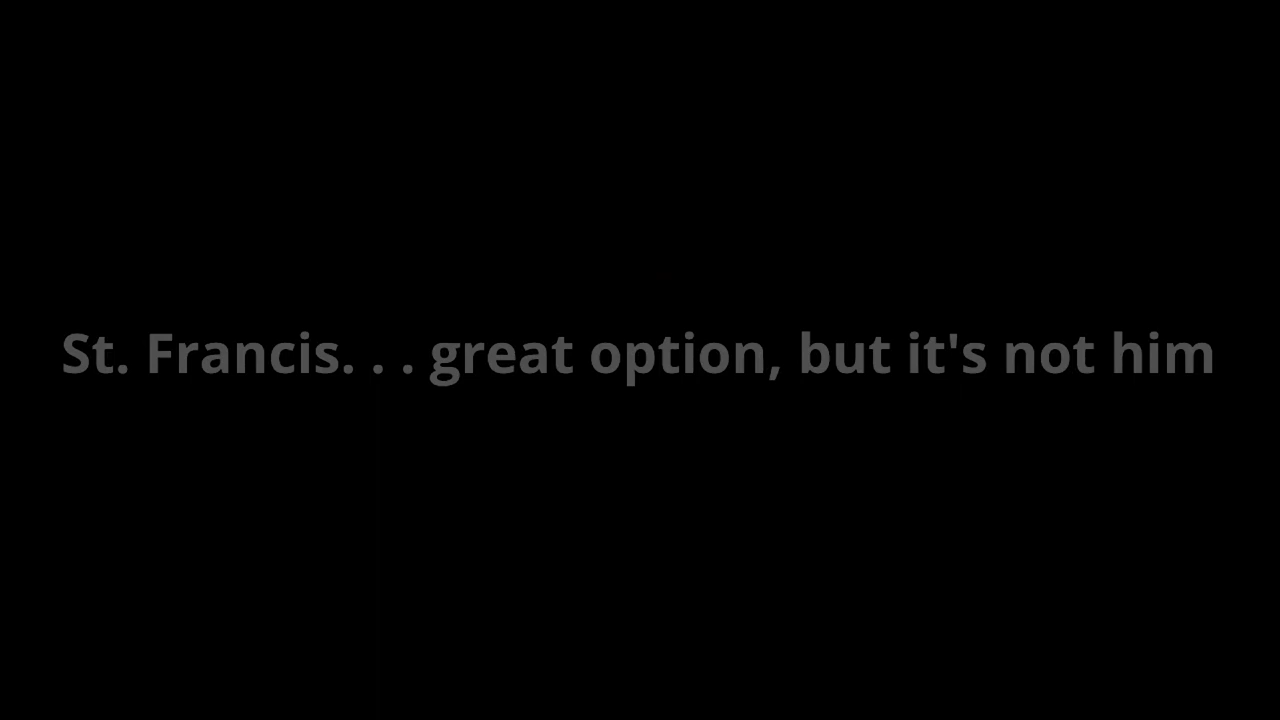 St. Francis. . . great option, but it's not him